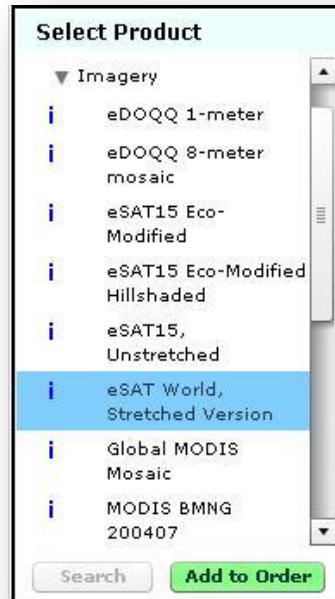 Select Product
▼ Imagery
i eDOQQ 1-meter
i eDOQQ 8-meter
mosaic
i eSAT15 Eco-
Modified
i eSAT15 Eco-Modified
Hillshaded
i eSAT15,
Unstretched
i eSAT World,
Stretched Version
i Global MODIS
Mosaic
i MODIS BMNG
200407
Search Add to Order